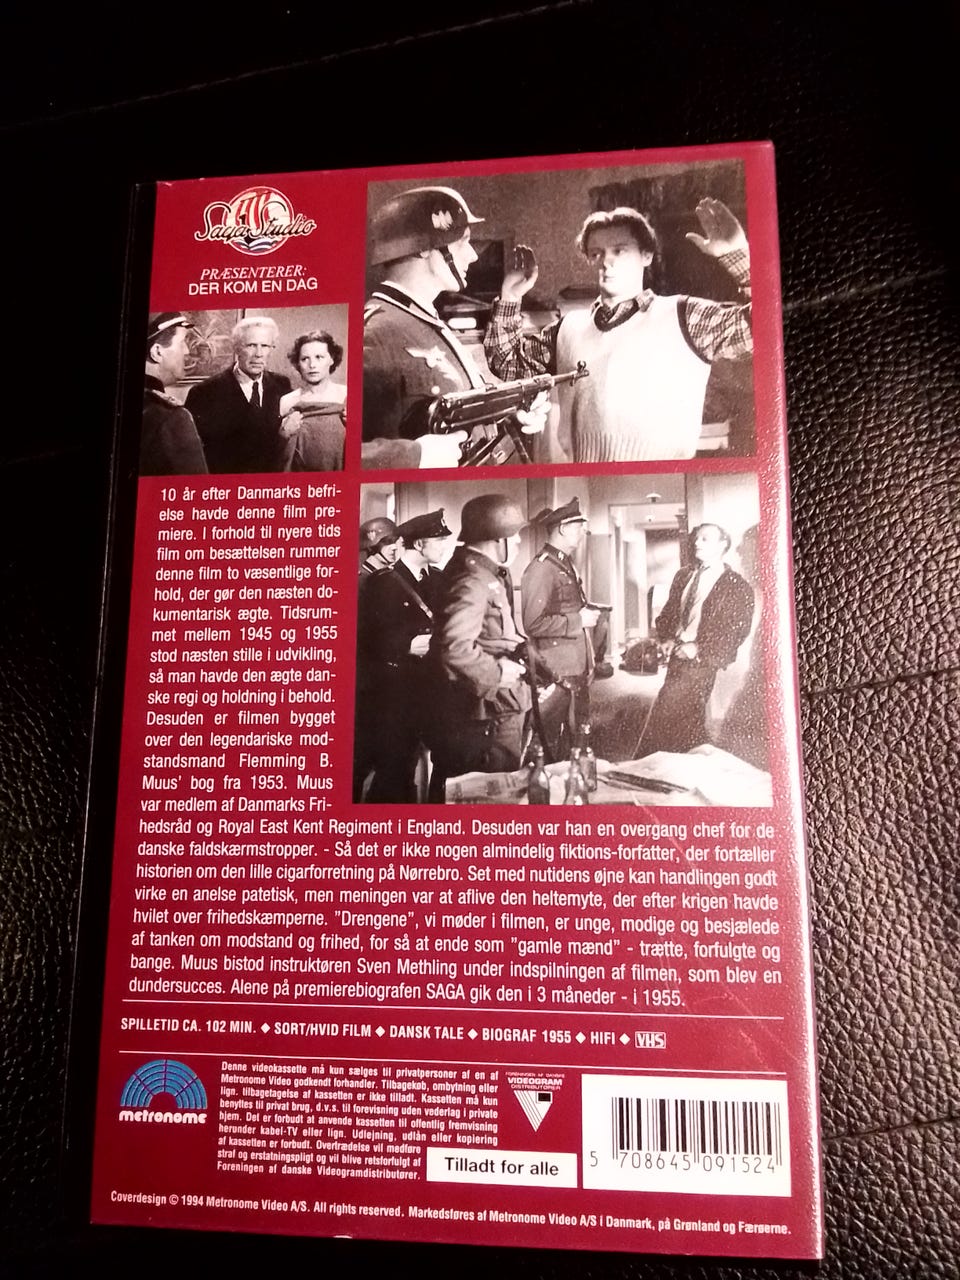 Saga Studio
PRÆSENTERER:
DER KOM EN DAG
10 år efter Danmarks befri-
else havde denne film pre-
miere. I forhold til nyere tids
film om besættelsen rummer
denne film to væsentlige for-
hold, der gør den næsten do-
kumentarisk ægte. Tidsrum-
met mellem 1945 og 1955
stod næsten stille i udvikling,
så man havde den ægte dan-
ske regi og holdning i behold.
Desuden er filmen bygget
over den legendariske mod-
standsmand Flemming B.
Muus' bog fra 1953. Muus
var medlem af Danmarks Fri-
hedsråd og Royal East Kent Regiment i England. Desuden var han en overgang chef for de
danske faldskærmstropper. - Så det er ikke nogen almindelig fiktions-forfatter, der fortæller
historien om den lille cigarforretning på Nørrebro. Set med nutidens øjne kan handlingen godt
virke en anelse patetisk, men meningen var at aflive den heltemyte, der efter krigen havde
hvilet over frihedskæmperne. "Drengene", vi møder i filmen, er unge, modige og besjælede
af tanken om modstand og frihed, for så at ende som "gamle mænd" - trætte, forfulgte og
bange. Muus bistod instruktøren Sven Methling under indspilningen af filmen, som blev en
dundersucces. Alene på premierebiografen SAGA gik den i 3 måneder - i 1955.
SPILLETID CA. 102 MIN. ◆ SORT/HVID FILM ◆ DANSK TALE ◆ BIOGRAF 1955 ◆ HIFI ◆ VHS
metronome
Denne videokassette må kun sælges til privatpersoner af en af
Metronome Video godkendt forhandler. Tilbagekøb, ombytning eller
lign. tilbagetagelse af kassetten er ikke tilladt. Kassetten må kun
benyttes til privat brug, d.v.s. til forevisning uden vederlag i private
hjem. Det er forbudt at anvende kassetten til offentlig fremvisning
herunder kabel-TV eller lign. Udlejning, udlån eller kopiering
af kassetten er forbudt. Overtrædelse vil medføre
straf og erstatningspligt og vil blive retsforfulgt af
Foreningen af danske Videogramdistributører.
FORENINGEN AF DANSKE
VIDEOGRAM
DISTRIBUTØRER
Tilladt for alle
5 708645 091524
Coverdesign © 1994 Metronome Video A/S. All rights reserved. Markedsføres af Metronome Video A/S i Danmark, på Grønland og Færøerne.